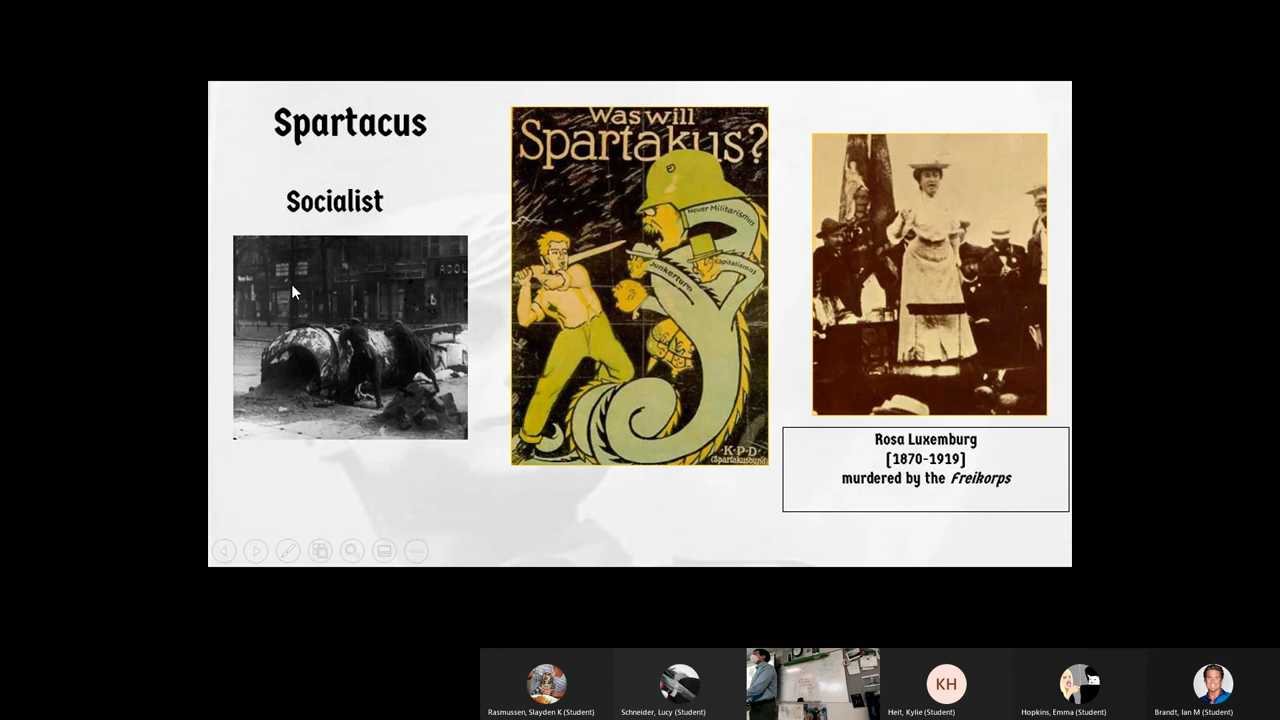 Spartacus
Socialist
ADOL
Was will
Spartakus?
Neuer Militarismus
Junkertum
Kapitalismus
K.P.D.
(Spartakusbund)
Rosa Luxemburg
[1870-1919]
murdered by the Freikorps
Rasmussen, Slayden K (Student)
Schneider, Lucy (Student)
KH
Heit, Kylie (Student)
Hopkins, Emma (Student)
Brandt, Ian M (Student)